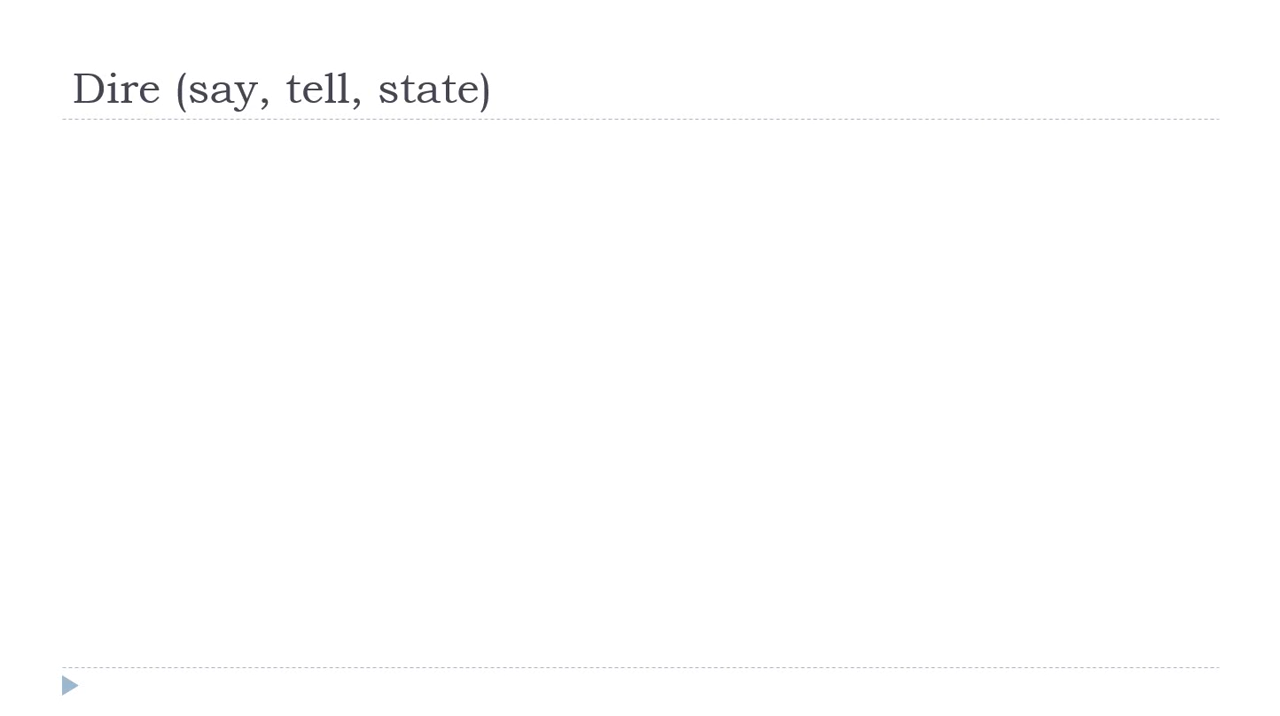 Dire (say, tell, state)